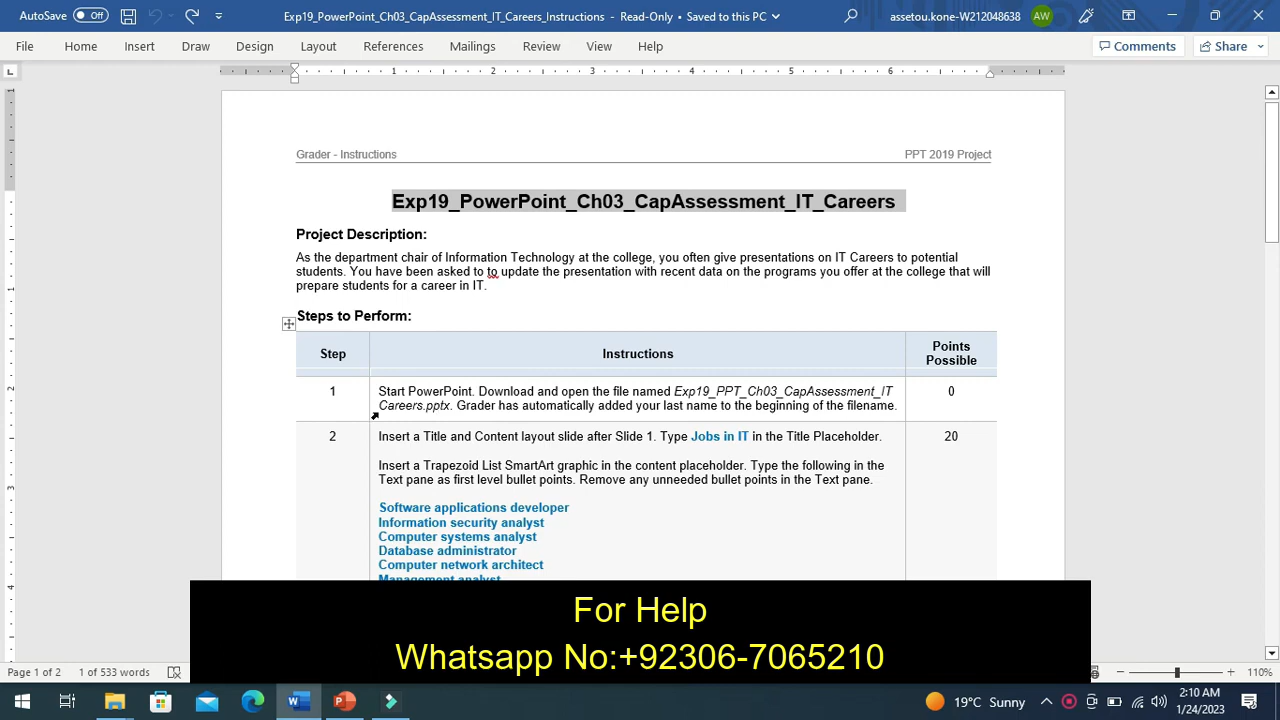 AutoSave Off Exp19_PowerPoint_Ch03_CapAssessment_IT_Careers_Instructions - Read-Only • Saved to this PC assetou.kone-W212048638 AW
File Home Insert Draw Design Layout References Mailings Review View Help Comments Share
1 2 3 4 5 6
Grader - Instructions PPT 2019 Project
Exp19_PowerPoint_Ch03_CapAssessment_IT_Careers
Project Description:
As the department chair of Information Technology at the college, you often give presentations on IT Careers to potential
students. You have been asked to to update the presentation with recent data on the programs you offer at the college that will
prepare students for a career in IT.
Steps to Perform:
Step Instructions Points Possible
1 Start PowerPoint. Download and open the file named Exp19_PPT_Ch03_CapAssessment_IT 0
Careers.pptx. Grader has automatically added your last name to the beginning of the filename.
2 Insert a Title and Content layout slide after Slide 1. Type Jobs in IT in the Title Placeholder. 20
Insert a Trapezoid List SmartArt graphic in the content placeholder. Type the following in the
Text pane as first level bullet points. Remove any unneeded bullet points in the Text pane.
Software applications developer
Information security analyst
Computer systems analyst
Database administrator
Computer network architect
Management analyst
For Help
Whatsapp No:+92306-7065210
Page 1 of 2 1 of 533 words 110%
19°C Sunny 2:10 AM
1/24/2023